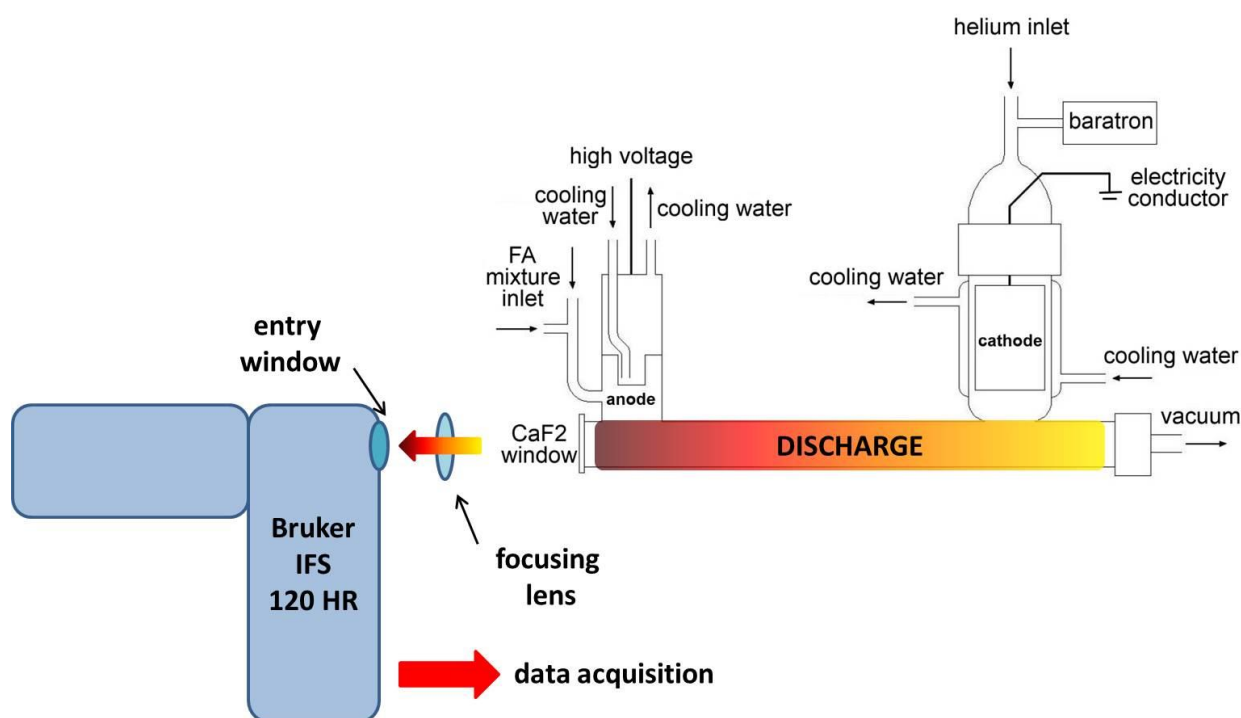 helium inlet
baratron
high voltage
electricity
conductor
cooling
water
cooling water
FA
mixture
inlet
cooling water
entry
window
cathode
cooling water
anode
vacuum
CaF2
window
DISCHARGE
Bruker
IFS
120 HR
focusing
lens
data acquisition